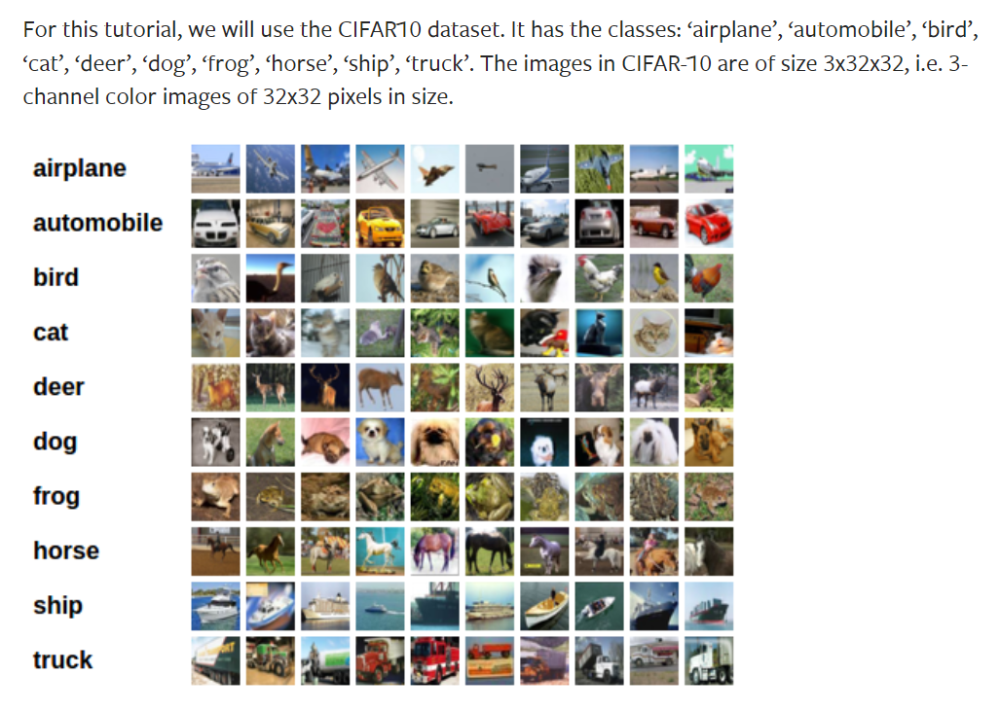 For this tutorial, we will use the CIFAR10 dataset. It has the classes: ‘airplane’, ‘automobile’, ‘bird’,
‘cat’, ‘deer’, ‘dog’, ‘frog’, ‘horse’, ‘ship’, ‘truck’. The images in CIFAR-10 are of size 3x32x32, i.e. 3-
channel color images of 32x32 pixels in size.
airplane
automobile
bird
cat
deer
dog
frog
horse
ship
truck